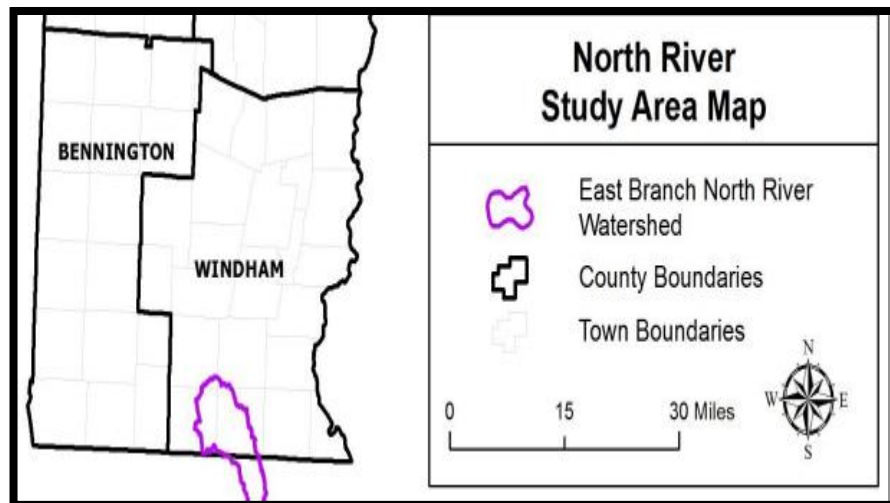 North River
Study Area Map
BENNINGTON
WINDHAM
East Branch North River
Watershed
County Boundaries
Town Boundaries
0 15 30 Miles
N
W E
S